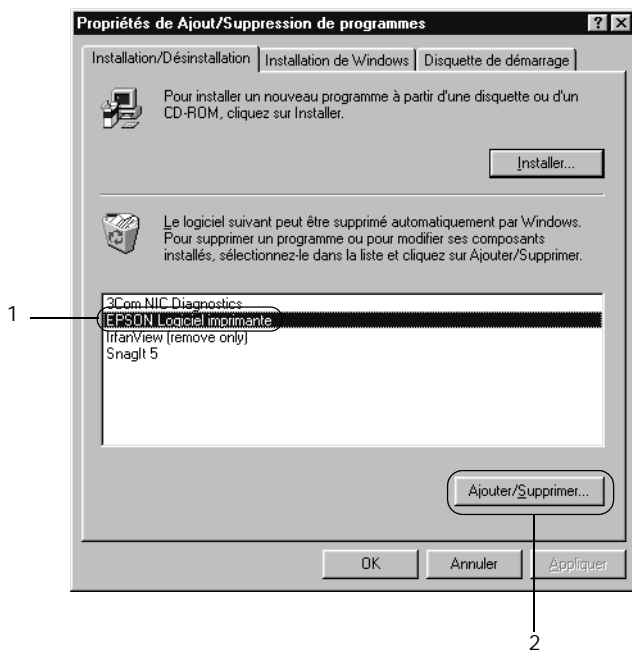 Propriétés de Ajout/Suppression de programmes
Installation/Désinstallation
Installation de Windows
Disquette de démarrage
Pour installer un nouveau programme à partir d'une disquette ou d'un
CD-ROM, cliquez sur Installer.
Installer...
Le logiciel suivant peut être supprimé automatiquement par Windows.
Pour supprimer un programme ou pour modifier ses composants
installés, sélectionnez-le dans la liste et cliquez sur Ajouter/Supprimer.
3Com NIC Diagnostics
1
EPSON Logiciel imprimante
IrfanView (remove only)
SnagIt 5
Ajouter/Supprimer...
OK
Annuler
Appliquer
2